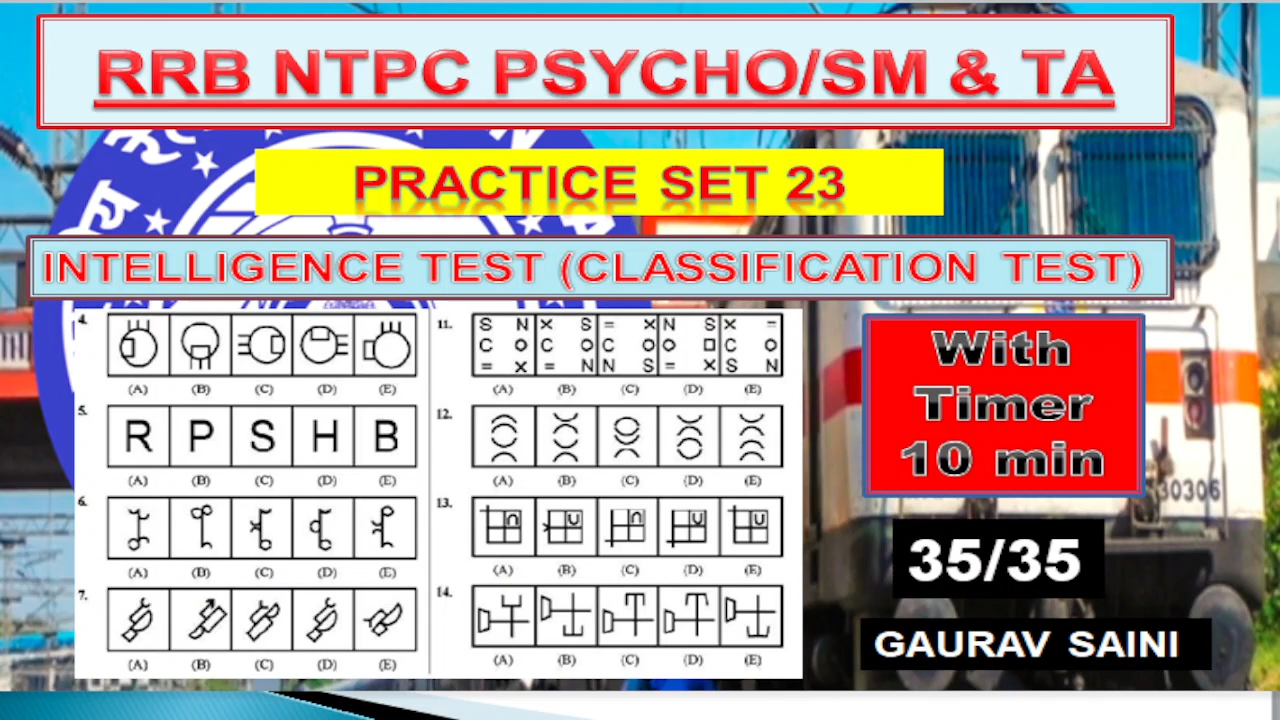 RRB NTPC PSYCHO/SM & TA
PRACTICE SET 23
INTELLIGENCE TEST (CLASSIFICATION TEST)
4.
(A) (B) (C) (D) (E)
5.
R P S H B
(A) (B) (C) (D) (E)
6.
(A) (B) (C) (D) (E)
7.
(A) (B) (C) (D) (E)
11.
S N X S = X N S X =
C O C O C O O □ C O
= X = N N S = X S N
(A) (B) (C) (D) (E)
12.
(A) (B) (C) (D) (E)
13.
(A) (B) (C) (D) (E)
14.
(A) (B) (C) (D) (E)
With
Timer
10 min
30306
35/35
GAURAV SAINI